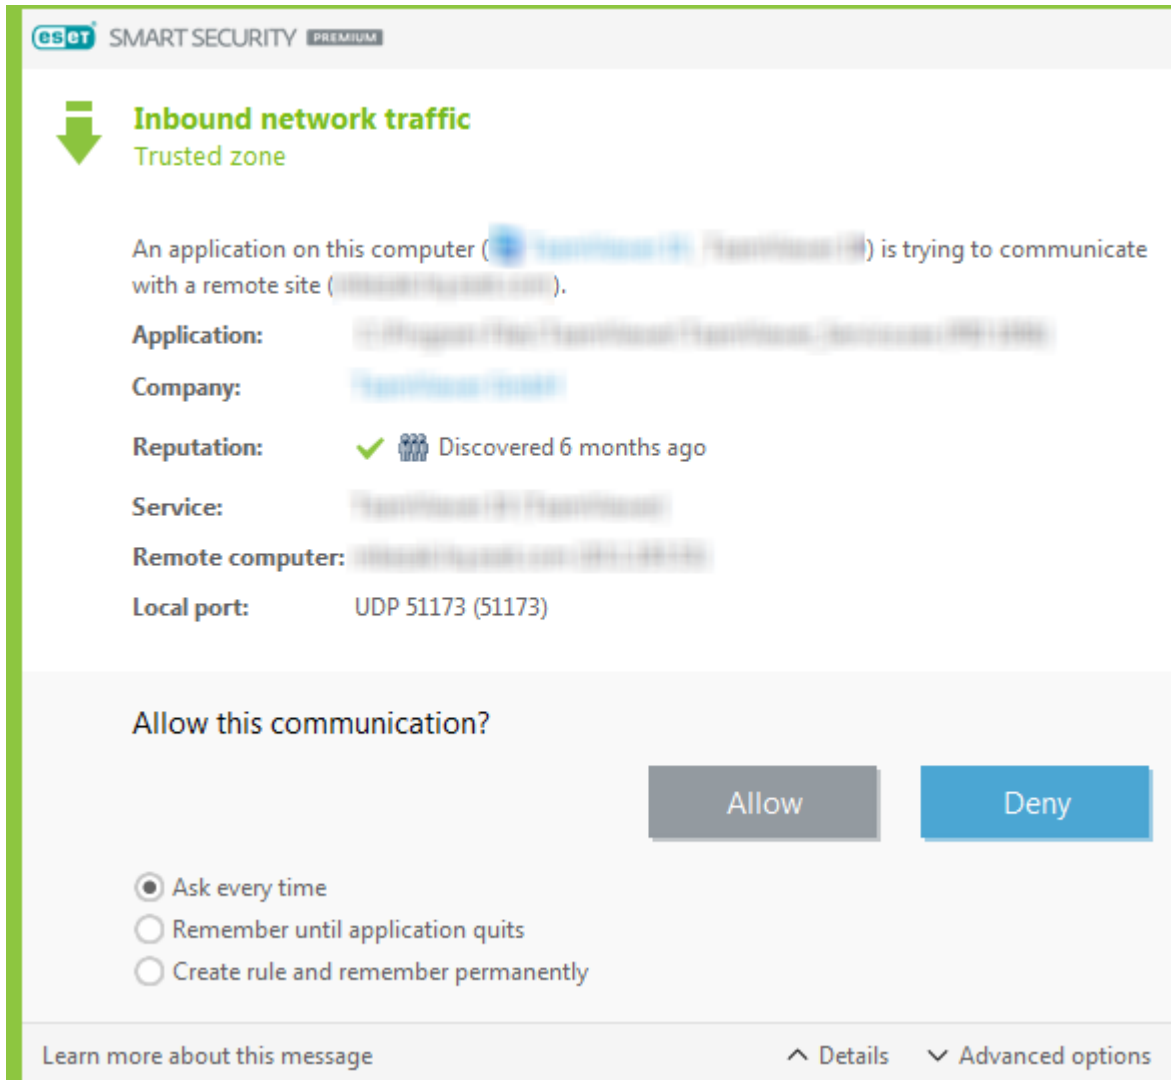 eset SMART SECURITY PREMIUM
Inbound network traffic
Trusted zone
An application on this computer ( ) is trying to communicate
with a remote site ( ).
Application:
Company:
Reputation: Discovered 6 months ago
Service:
Remote computer:
Local port: UDP 51173 (51173)
Allow this communication?
Allow Deny
Ask every time
Remember until application quits
Create rule and remember permanently
Learn more about this message Details Advanced options